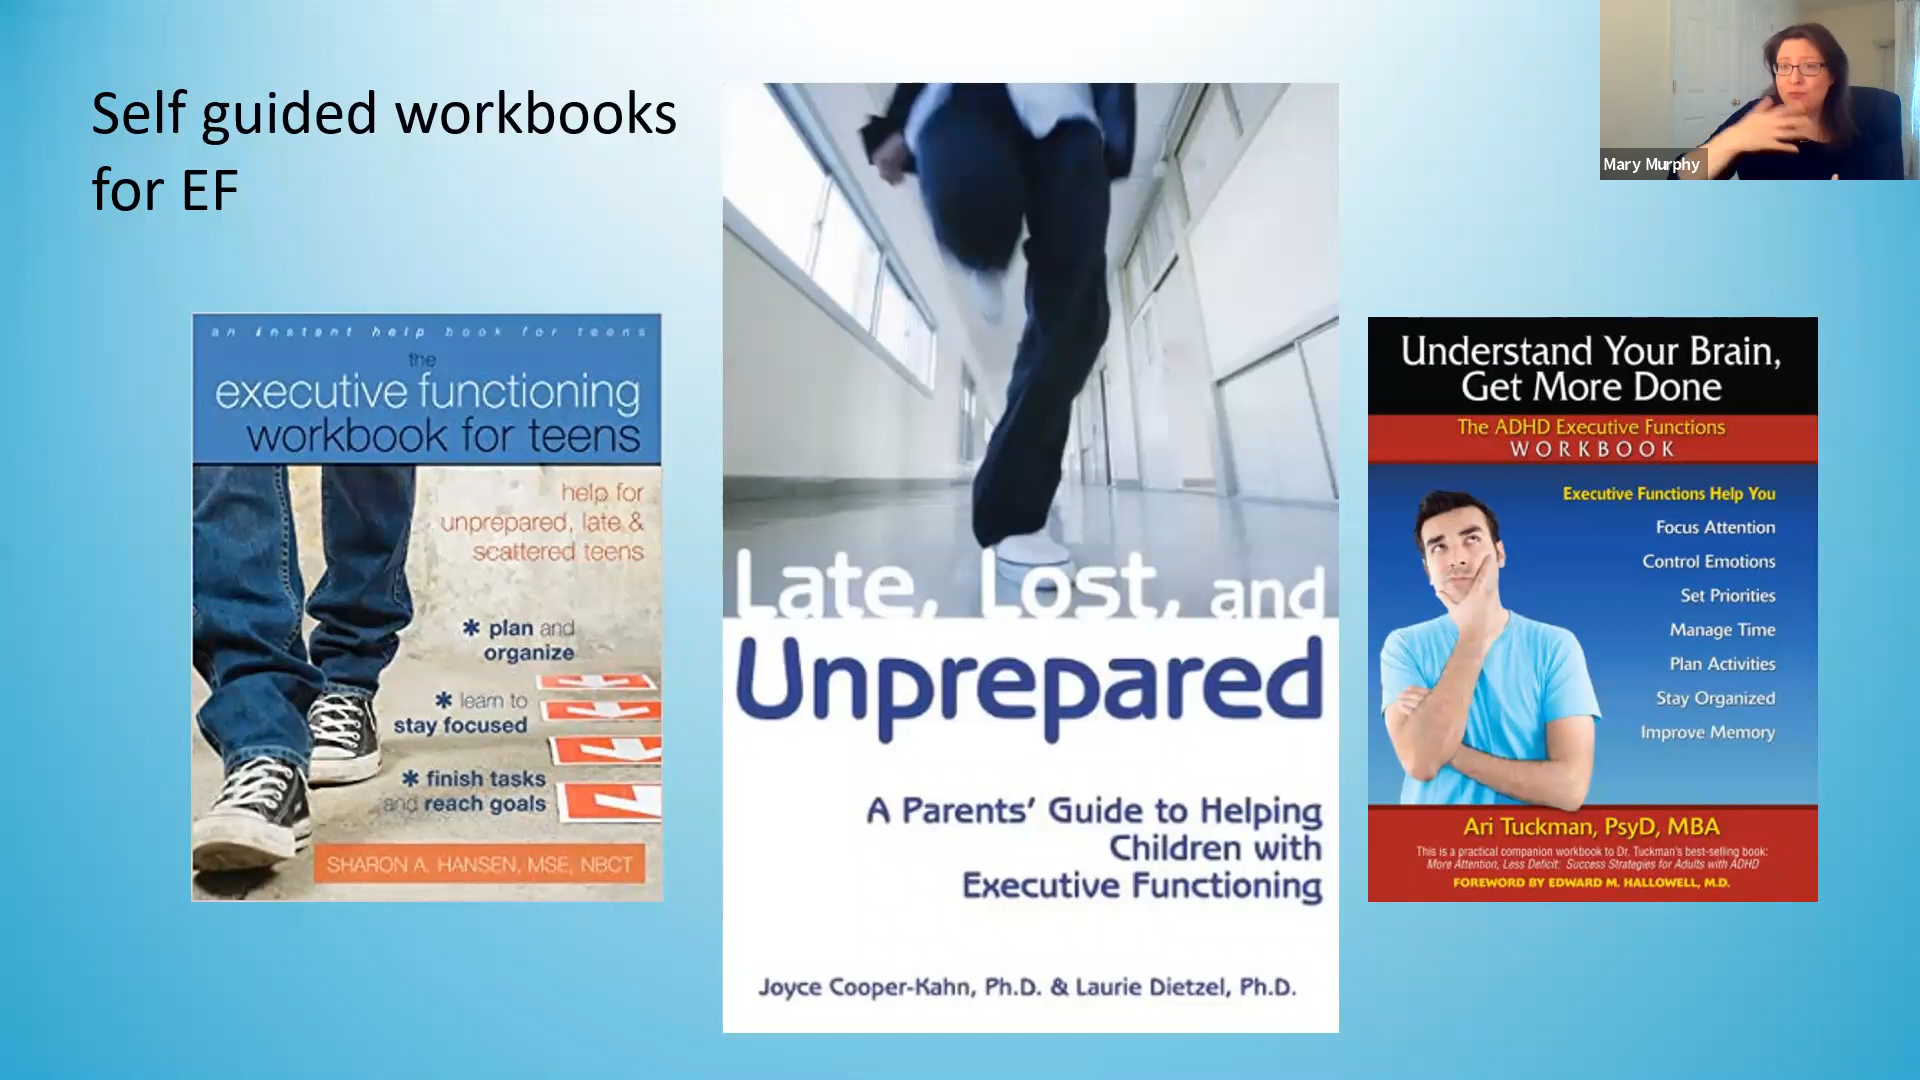 Self guided workbooks
for EF
Mary Murphy
an instant help book for teens
the
executive functioning
workbook for teens
help for
unprepared, late &
scattered teens
* plan and
organize
* learn to
stay focused
* finish tasks
and reach goals
SHARON A. HANSEN, MSE, NBCT
Late, Lost, and
Unprepared
A Parents' Guide to Helping
Children with
Executive Functioning
Joyce Cooper-Kahn, Ph.D. & Laurie Dietzel, Ph.D.
Understand Your Brain,
Get More Done
The ADHD Executive Functions
WORKBOOK
Executive Functions Help You
Focus Attention
Control Emotions
Set Priorities
Manage Time
Plan Activities
Stay Organized
Improve Memory
Ari Tuckman, PsyD, MBA
This is a practical companion workbook to Dr. Tuckman's best-selling book:
More Attention, Less Deficit: Success Strategies for Adults with ADHD
FOREWORD BY EDWARD M. HALLOWELL, M.D.